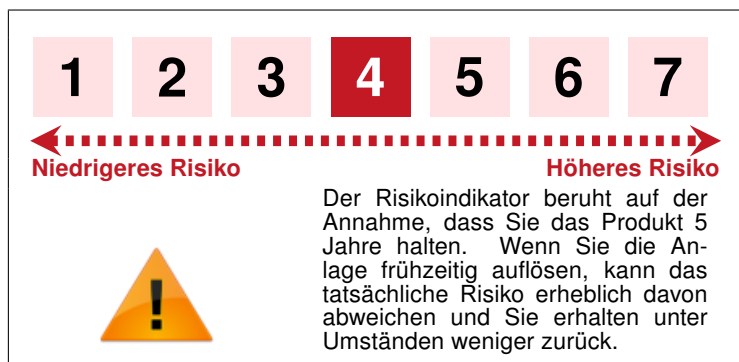 1 2 3 4 5 6 7
Niedrigeres Risiko Höheres Risiko
Der Risikoindikator beruht auf der
Annahme, dass Sie das Produkt 5
Jahre halten. Wenn Sie die An-
lage frühzeitig auflösen, kann das
tatsächliche Risiko erheblich davon
abweichen und Sie erhalten unter
Umständen weniger zurück.
!